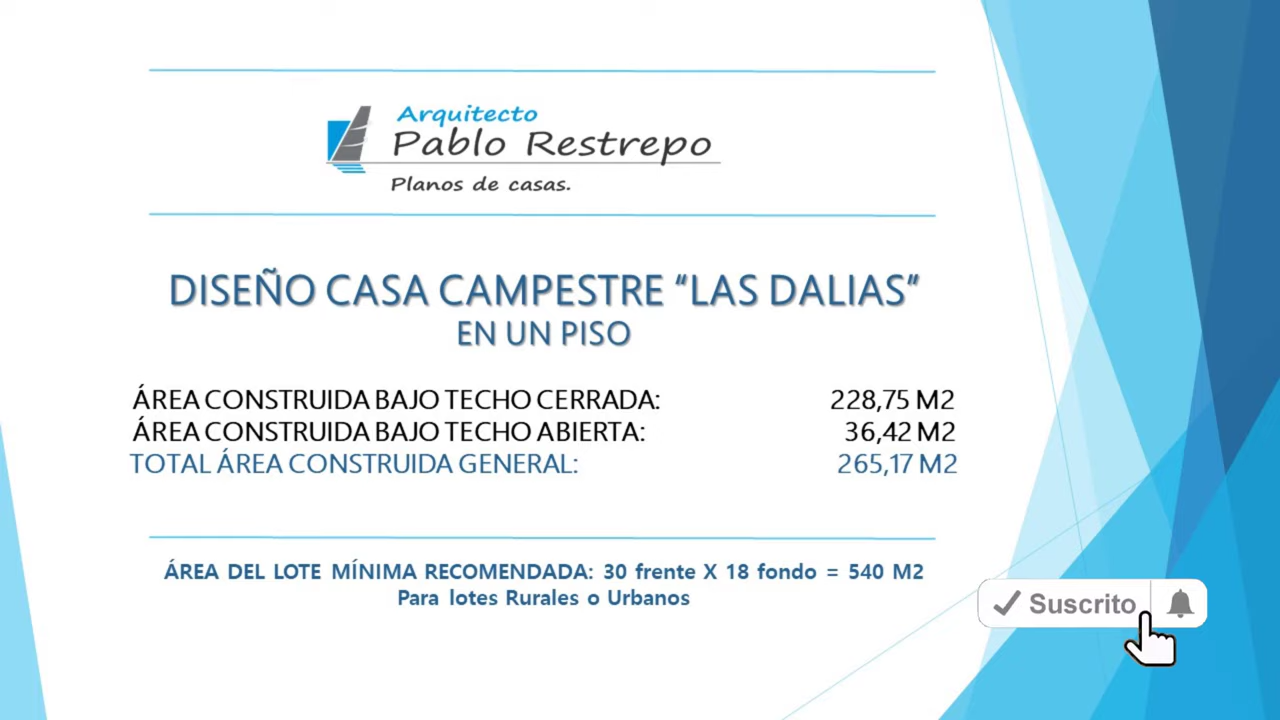 Arquitecto
Pablo Restrepo
Planos de casas.
DISEÑO CASA CAMPESTRE “LAS DALIAS”
EN UN PISO
ÁREA CONSTRUIDA BAJO TECHO CERRADA: 228,75 M2
ÁREA CONSTRUIDA BAJO TECHO ABIERTA: 36,42 M2
TOTAL ÁREA CONSTRUIDA GENERAL: 265,17 M2
ÁREA DEL LOTE MÍNIMA RECOMENDADA: 30 frente X 18 fondo = 540 M2
Para lotes Rurales o Urbanos
Suscrito